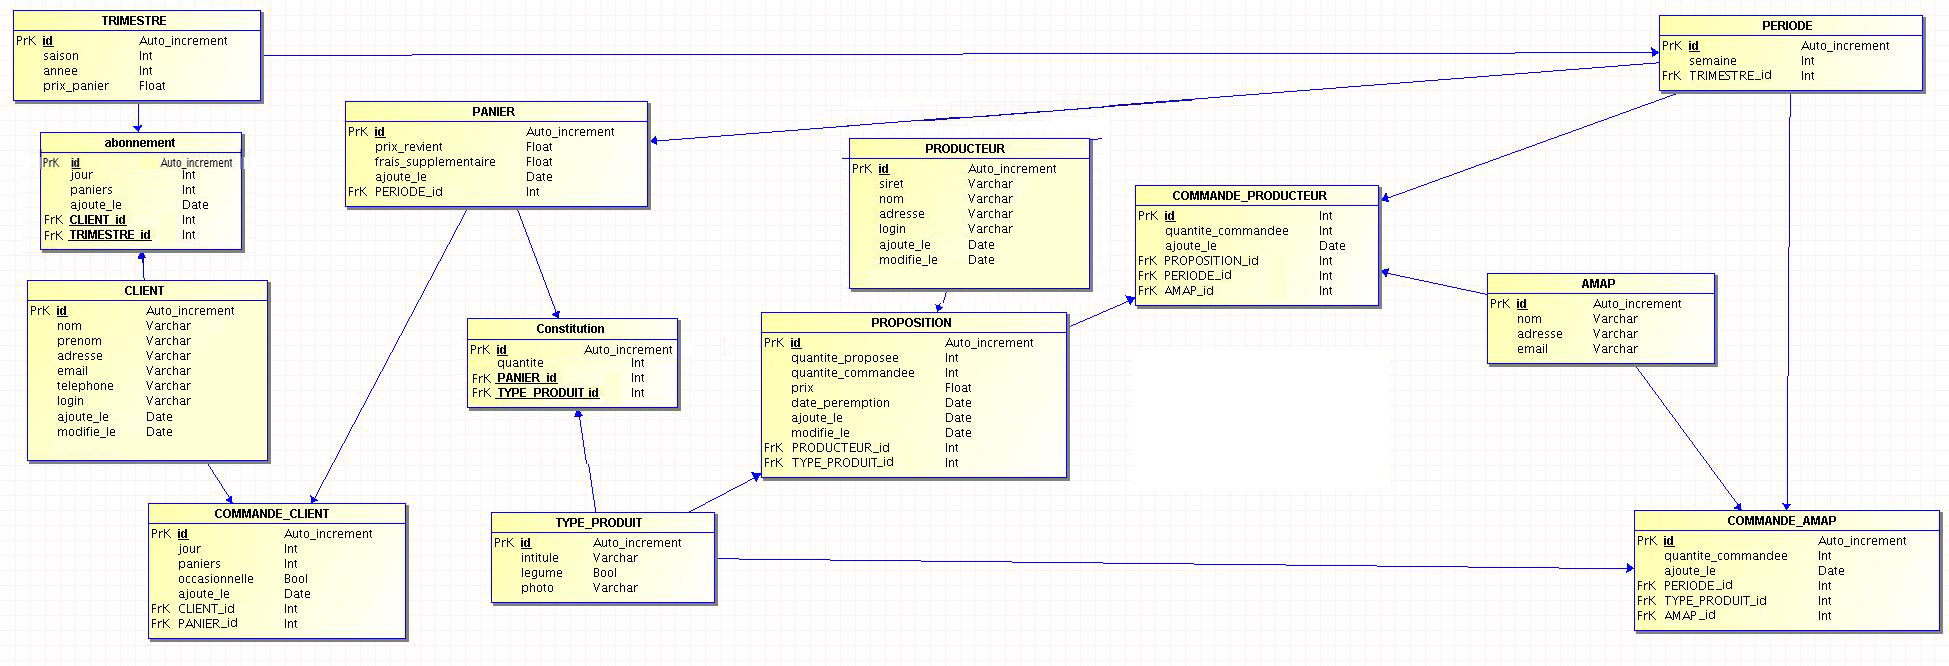 TRIMESTRE
PrK id Auto_increment
saison Int
annee Int
prix_panier Float
PERIODE
PrK id Auto_increment
semaine Int
FrK TRIMESTRE_id Int
abonnement
PrK id Auto_increment
jour Int
paniers Int
ajoute_le Date
FrK CLIENT_id Int
FrK TRIMESTRE_id Int
PANIER
PrK id Auto_increment
prix_revient Float
frais_supplementaire Float
ajoute_le Date
FrK PERIODE_id Int
PRODUCTEUR
PrK id Auto_increment
siret Varchar
nom Varchar
adresse Varchar
login Varchar
ajoute_le Date
modifie_le Date
COMMANDE_PRODUCTEUR
PrK id Int
quantite_commandee Int
ajoute_le Date
FrK PROPOSITION_id Int
FrK PERIODE_id Int
FrK AMAP_id Int
AMAP
PrK id Auto_increment
nom Varchar
adresse Varchar
email Varchar
CLIENT
PrK id Auto_increment
nom Varchar
prenom Varchar
adresse Varchar
email Varchar
telephone Varchar
login Varchar
ajoute_le Date
modifie_le Date
Constitution
PrK id Auto_increment
quantite Int
FrK PANIER_id Int
FrK TYPE_PRODUIT_id Int
PROPOSITION
PrK id Auto_increment
quantite_proposee Int
quantite_commandee Int
prix Float
date_peremption Date
ajoute_le Date
modifie_le Date
FrK PRODUCTEUR_id Int
FrK TYPE_PRODUIT_id Int
COMMANDE_CLIENT
PrK id Auto_increment
jour Int
paniers Int
occasionnelle Bool
ajoute_le Date
FrK CLIENT_id Int
FrK PANIER_id Int
TYPE_PRODUIT
PrK id Auto_increment
intitule Varchar
legume Bool
photo Varchar
COMMANDE_AMAP
PrK id Auto_increment
quantite_commandee Int
ajoute_le Date
FrK PERIODE_id Int
FrK TYPE_PRODUIT_id Int
FrK AMAP_id Int